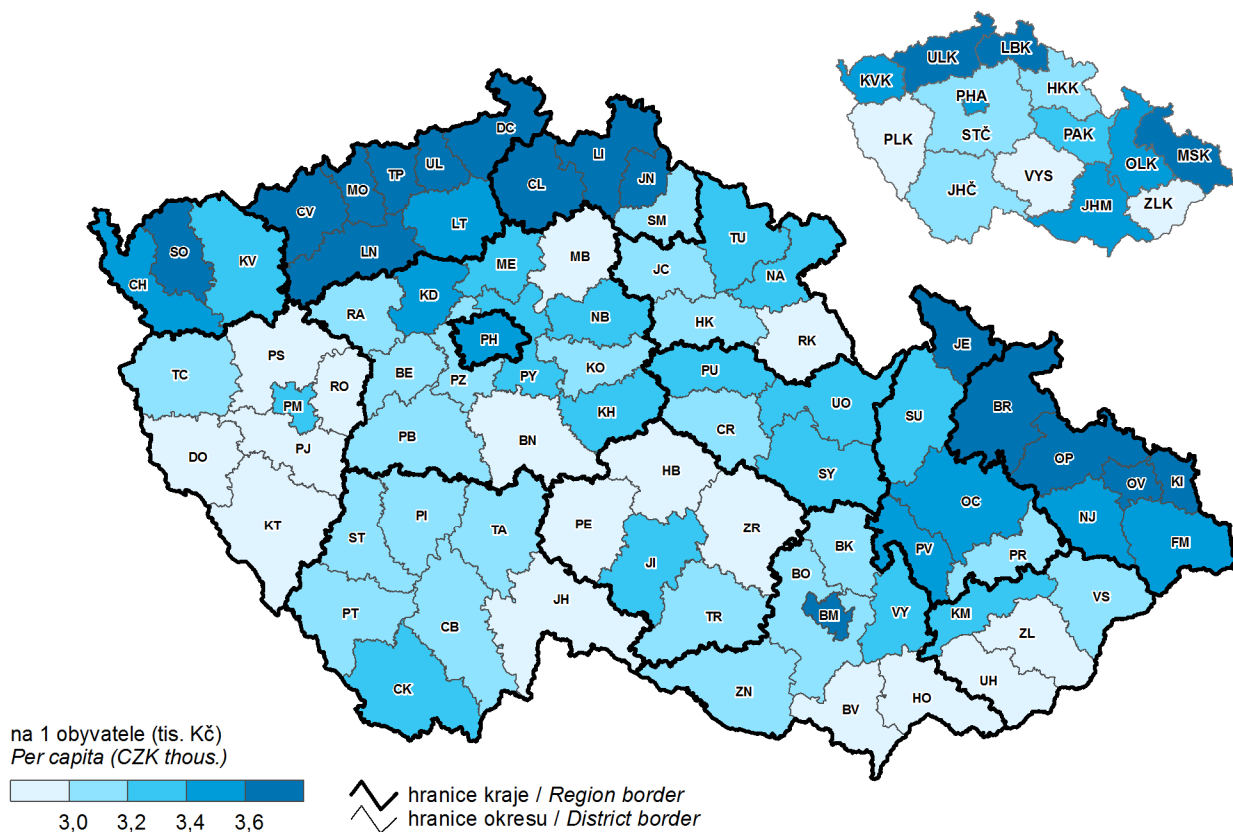 ULK LBK
KVK PHA HKK
PLK STČ PAK
OLK MSK
JHČ VYS JHM ZLK
DC
UL LI
MO TP CL JN
CV LT SM
SO KV LN TU
CH ME MB JC NA
KD
RA NB HK
PH RK
PS JE
TC RO BE PZ PY KO PU
PM KH UO SU BR
PB CR
DO PJ BN OP OV KI
HB SY
KT ST PI TA PE ZR OC NJ
JI BK PV PR FM
BO
PT CB JH TR BM VY KM VS
ZL
CK ZN BV HO UH
na 1 obyvatele (tis. Kč)
Per capita (CZK thous.)
3,0 3,2 3,4 3,6
hranice kraje / Region border
hranice okresu / District border